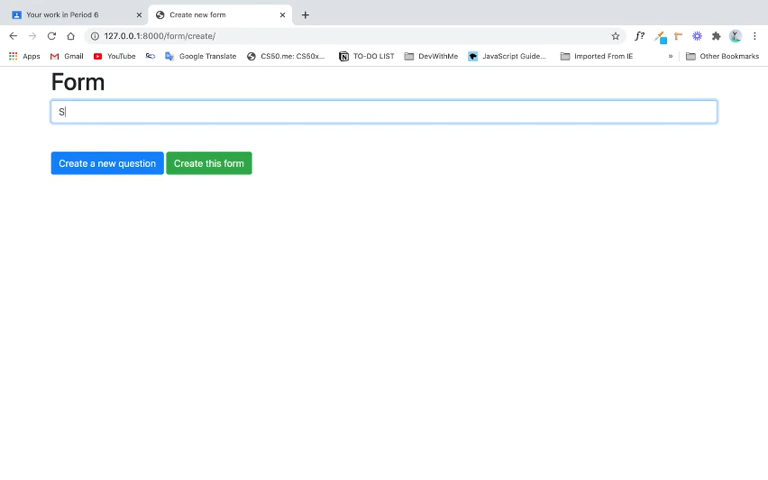 Your work in Period 6
Create new form
127.0.0.1:8000/form/create/
Apps
Gmail
YouTube
Google Translate
CS50.me: CS50x...
TO-DO LIST
DevWithMe
JavaScript Guide...
Imported From IE
»
Other Bookmarks
Form
S
Create a new question
Create this form